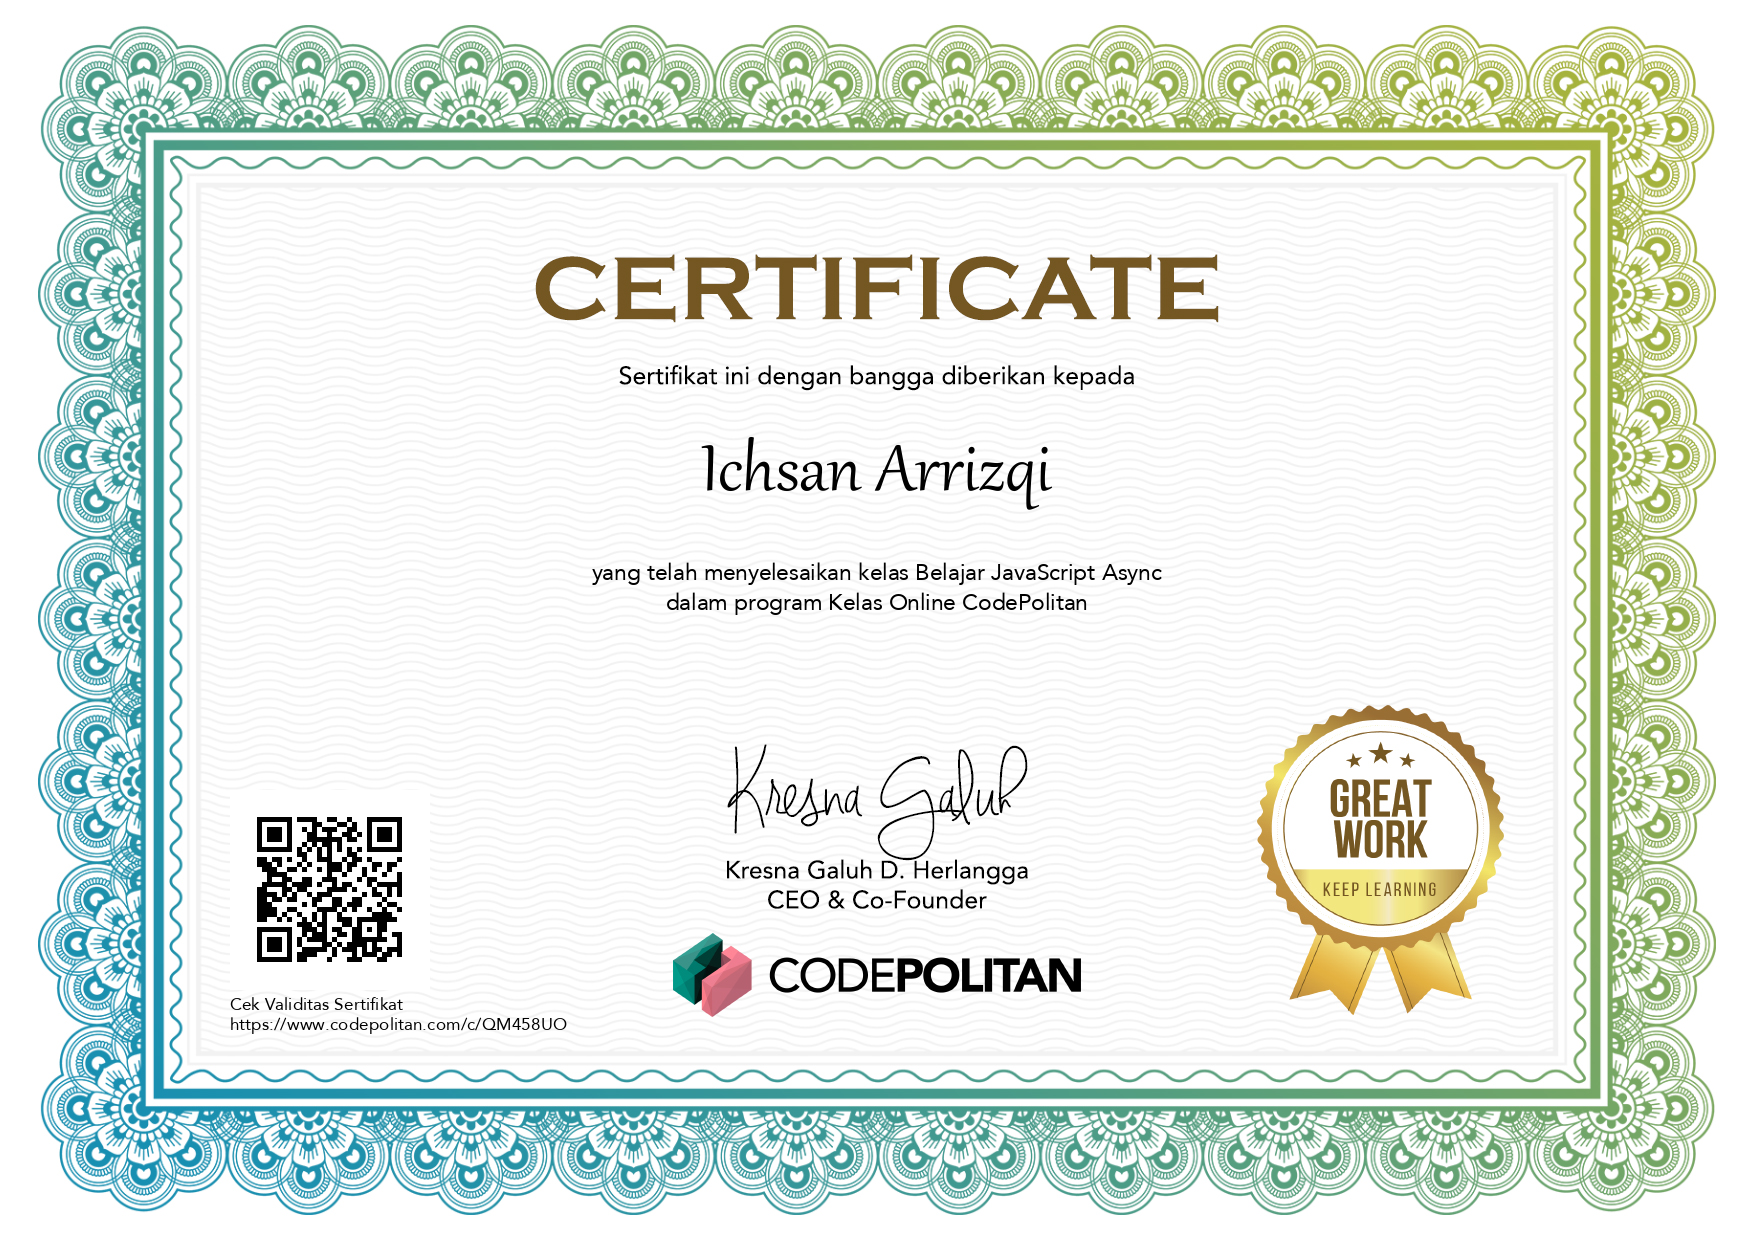 CERTIFICATE
Sertifikat ini dengan bangga diberikan kepada
Ichsan Arrizqi
yang telah menyelesaikan kelas Belajar JavaScript Async
dalam program Kelas Online CodePolitan
Kresna Galuh
Kresna Galuh D. Herlangga
CEO & Co-Founder
CODEPOLITAN
GREAT
WORK
KEEP LEARNING
Cek Validitas Sertifikat
https://www.codepolitan.com/c/QM458UO